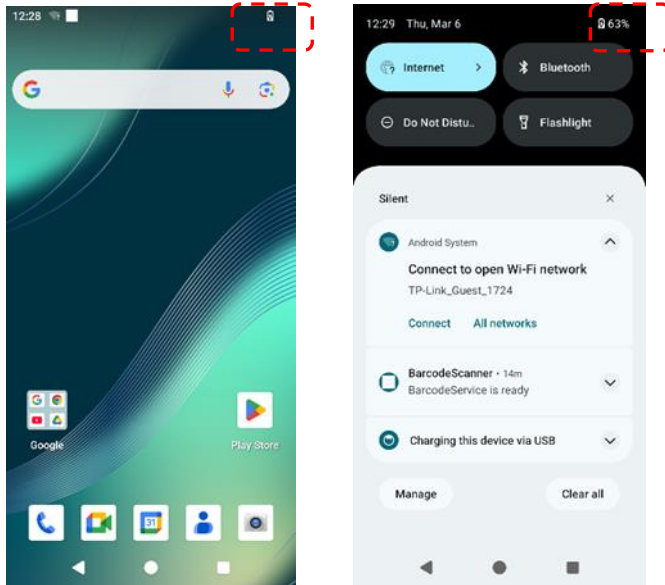 12:28
Google
Play Store
31
12:29 Thu, Mar 6 63%
Internet
Bluetooth
Do Not Distu..
Flashlight
Silent
Android System
Connect to open Wi-Fi network
TP-Link_Guest_1724
Connect All networks
BarcodeScanner • 14m
BarcodeService is ready
Charging this device via USB
Manage Clear all